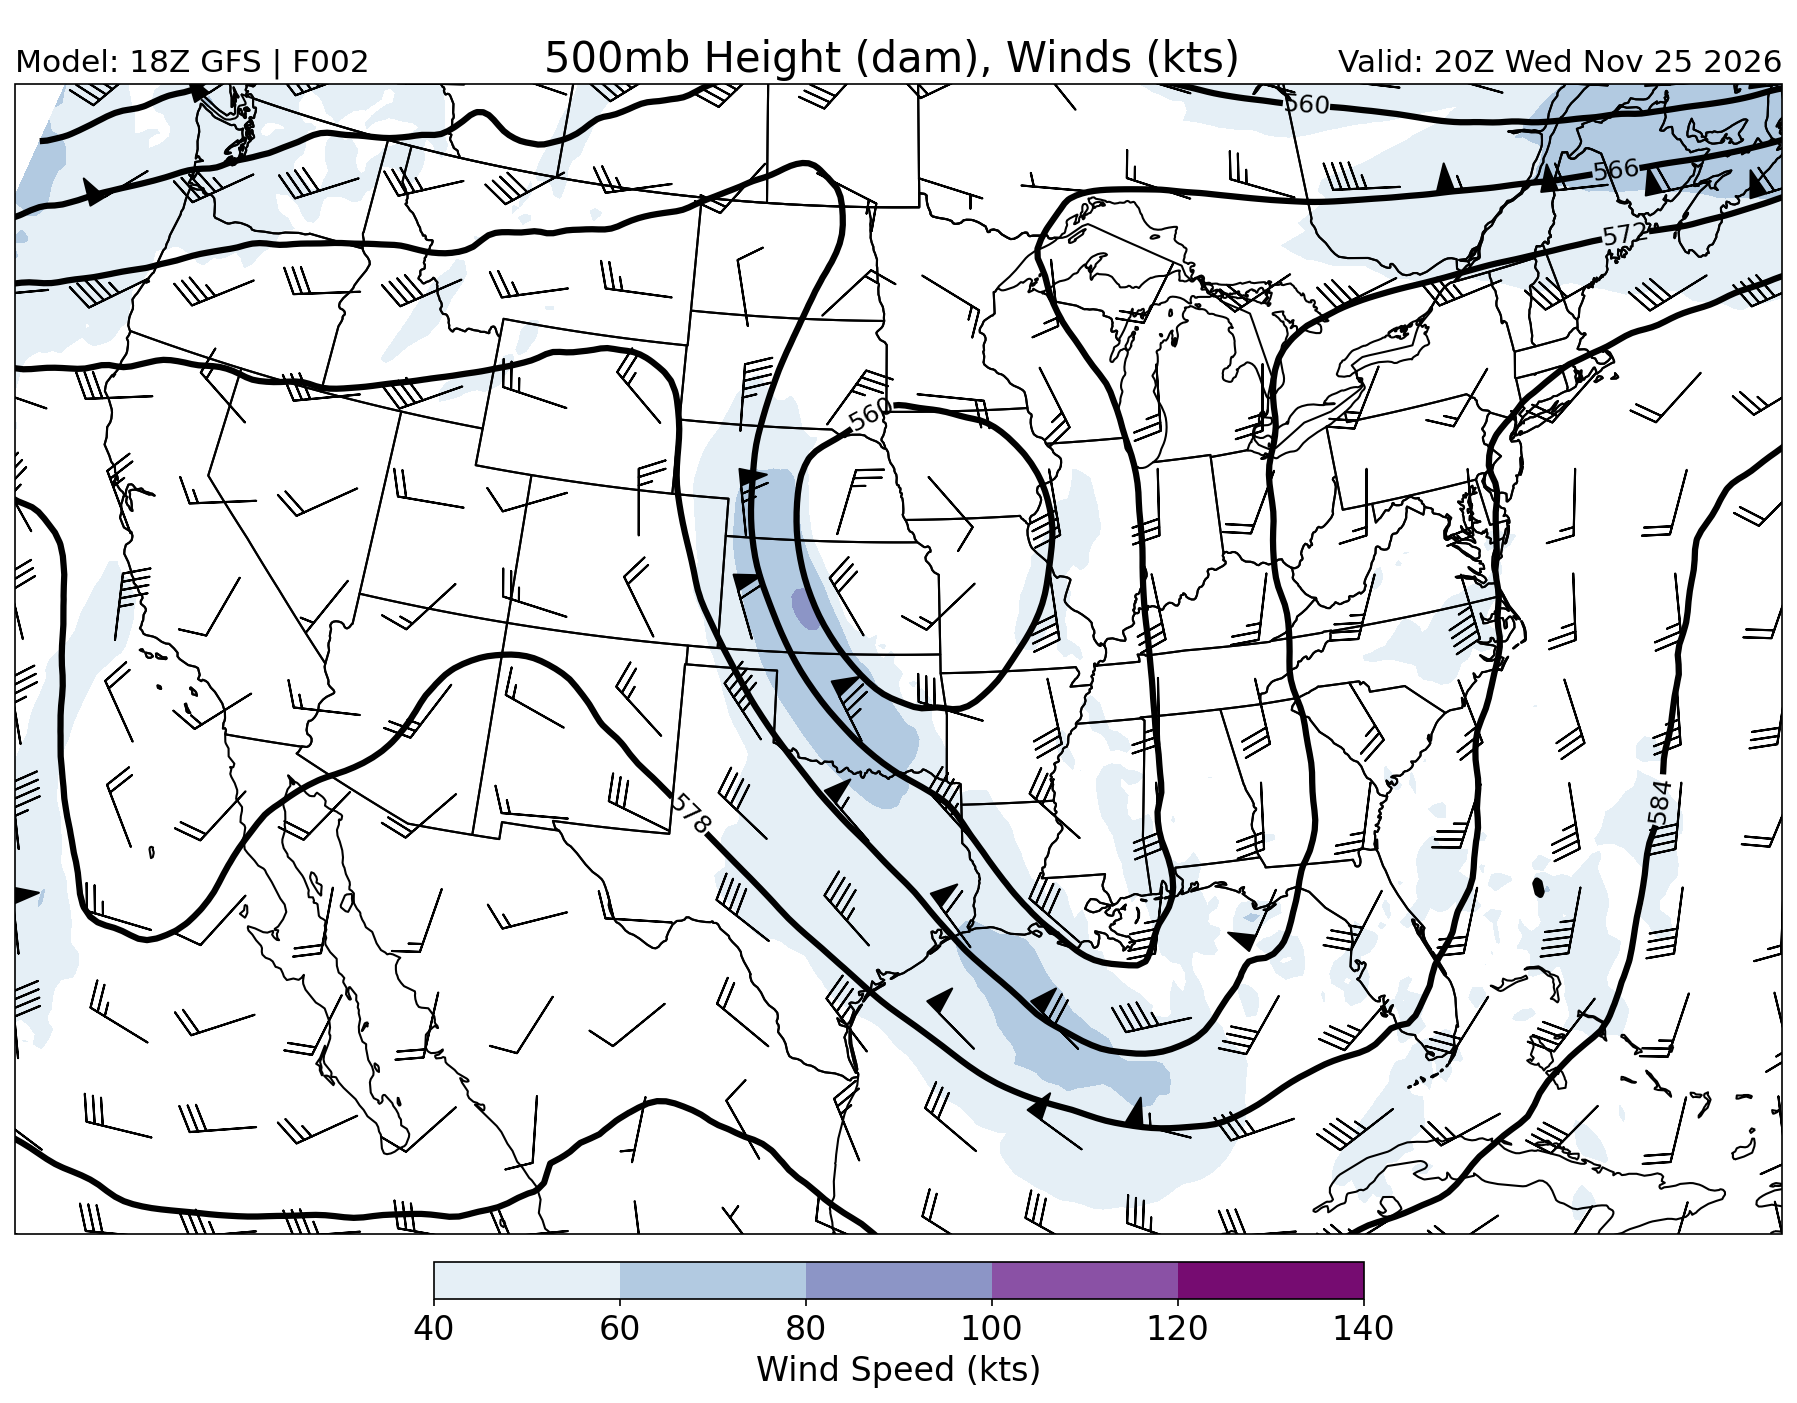 500mb Height (dam), Winds (kts)
Model: 18Z GFS | F002
Valid: 20Z Wed Nov 25 2026
560
566
572
560
578
584
40 60 80 100 120 140
Wind Speed (kts)